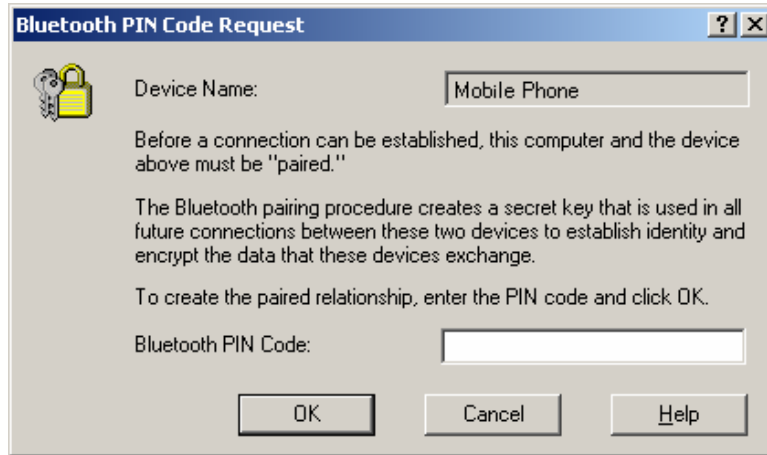 Bluetooth PIN Code Request
Device Name:
Mobile Phone
Before a connection can be established, this computer and the device
above must be "paired."
The Bluetooth pairing procedure creates a secret key that is used in all
future connections between these two devices to establish identity and
encrypt the data that these devices exchange.
To create the paired relationship, enter the PIN code and click OK.
Bluetooth PIN Code:
OK
Cancel
Help